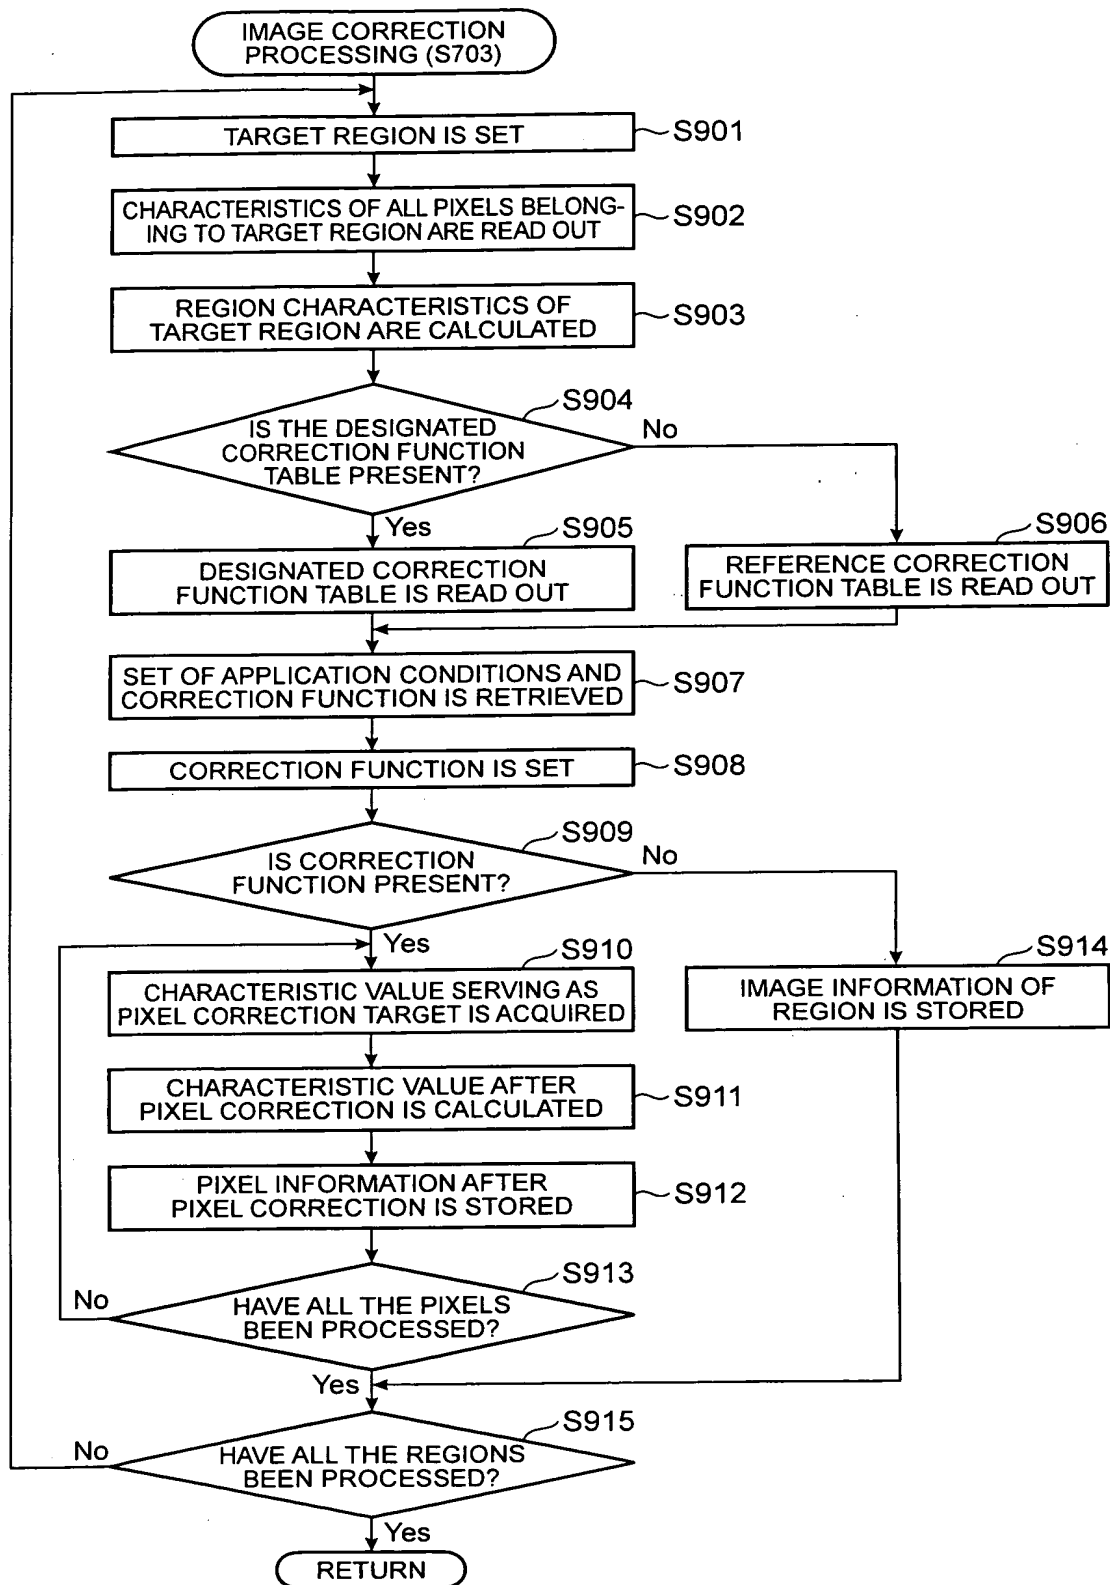 IMAGE CORRECTION
PROCESSING (S703)
TARGET REGION IS SET
S901
CHARACTERISTICS OF ALL PIXELS BELONG-
ING TO TARGET REGION ARE READ OUT
S902
REGION CHARACTERISTICS OF
TARGET REGION ARE CALCULATED
S903
S904
IS THE DESIGNATED
CORRECTION FUNCTION
TABLE PRESENT?
No
Yes
S905
DESIGNATED CORRECTION
FUNCTION TABLE IS READ OUT
S906
REFERENCE CORRECTION
FUNCTION TABLE IS READ OUT
SET OF APPLICATION CONDITIONS AND
CORRECTION FUNCTION IS RETRIEVED
S907
CORRECTION FUNCTION IS SET
S908
S909
IS CORRECTION
FUNCTION PRESENT?
No
Yes
S910
CHARACTERISTIC VALUE SERVING AS
PIXEL CORRECTION TARGET IS ACQUIRED
S914
IMAGE INFORMATION OF
REGION IS STORED
CHARACTERISTIC VALUE AFTER
PIXEL CORRECTION IS CALCULATED
S911
PIXEL INFORMATION AFTER
PIXEL CORRECTION IS STORED
S912
S913
HAVE ALL THE PIXELS
BEEN PROCESSED?
No
Yes
S915
HAVE ALL THE REGIONS
BEEN PROCESSED?
No
Yes
RETURN